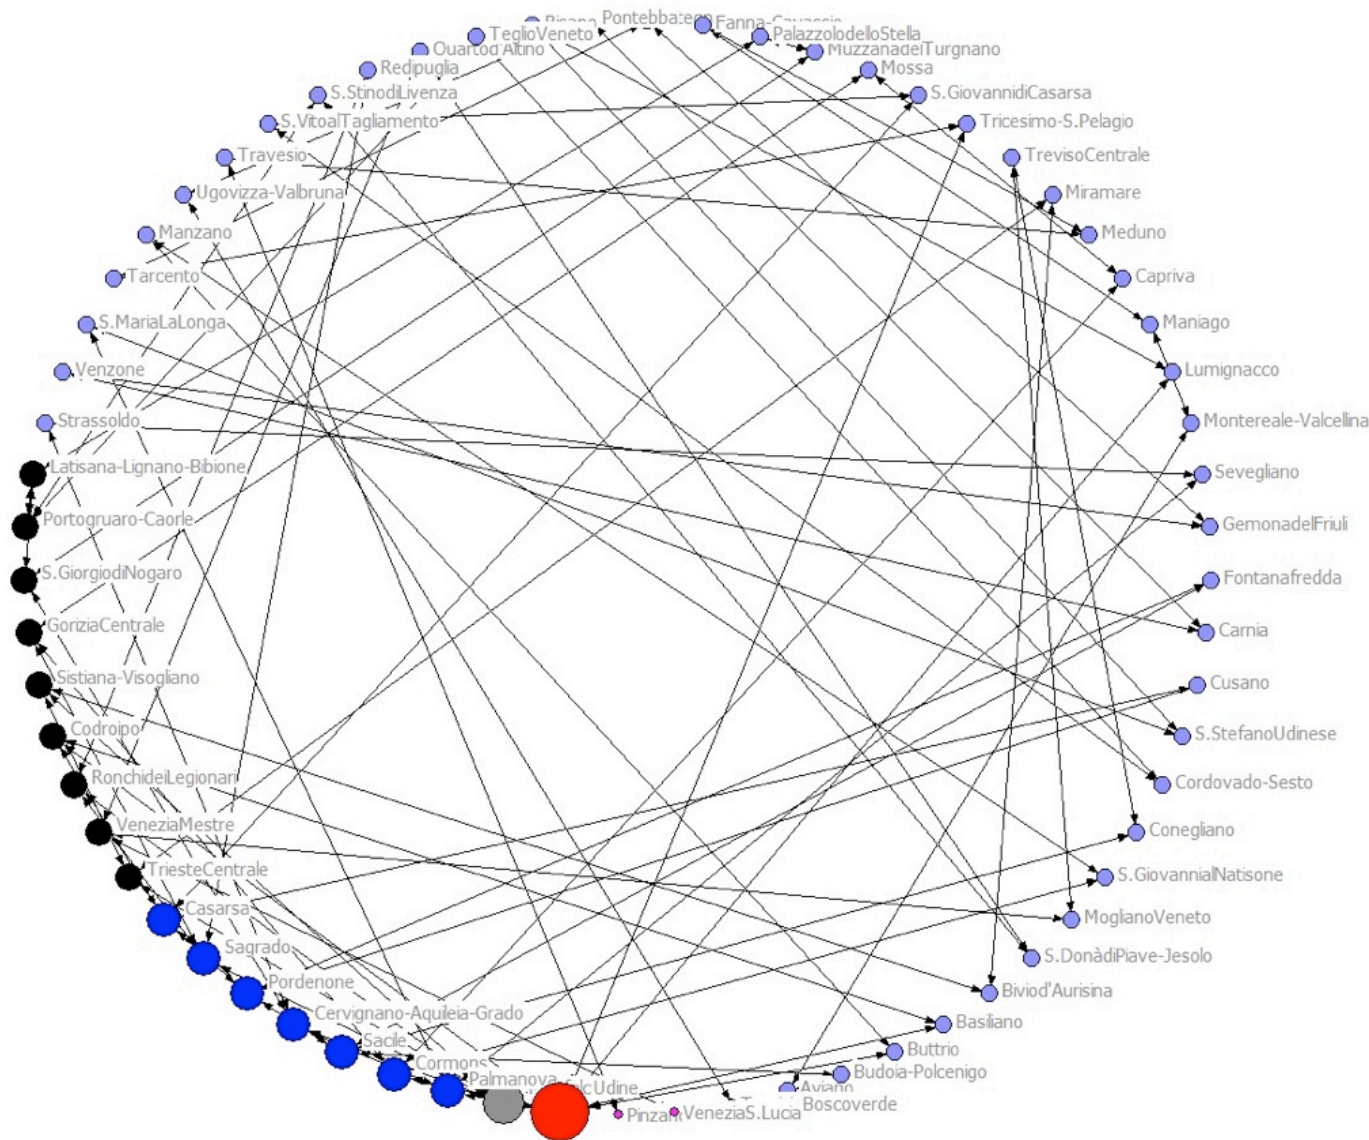 Pontebba
Fanna-Cavasso
TeglioVeneto
PalazzolodelloStella
Quartod'Altino
MuzzanadelTurgnano
Redipuglia
Mossa
S.StinodiLivenza
S.GiovannidiCasarsa
S.VitoalTagliamento
Tricesimo-S.Pelagio
Travesio
TrevisoCentrale
Ugovizza-Valbruna
Miramare
Manzano
Meduno
Tarcento
Capriva
S.MariaLaLonga
Maniago
Venzone
Lumignacco
Strassoldo
Montereale-Valcellina
Latisana-Lignano-Bibione
Sevegliano
Portogruaro-Caorle
GemonadelFriuli
S.GiorgiodiNogaro
Fontanafredda
GoriziaCentrale
Carnia
Sistiana-Visogliano
Cusano
Codroipo
S.StefanoUdinese
RonchideiLegionari
Cordovado-Sesto
VeneziaMestre
Conegliano
TriesteCentrale
S.GiovannialNatisone
Casarsa
MoglianoVeneto
Sagrado
S.DonàdiPiave-Jesolo
Pordenone
Biviod'Aurisina
Cervignano-Aquileia-Grado
Basiliano
Sacile
Buttrio
Cormons
Budoia-Polcenigo
Palmanova
Udine
Aviano
Boscoverde
VeneziaS.Lucia